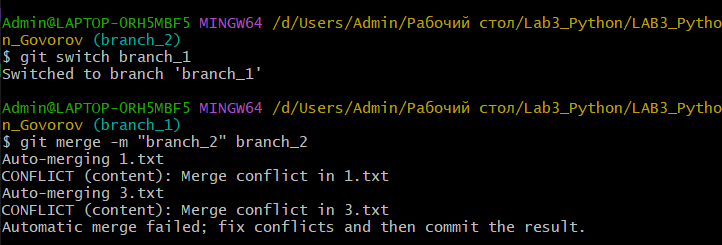 Admin@LAPTOP-ORH5MBF5 MINGW64 /d/Users/Admin/Рабочий стол/Lab3_Python/LAB3_Pytho
n_Govorov (branch_2)
$ git switch branch_1
Switched to branch 'branch_1'
Admin@LAPTOP-ORH5MBF5 MINGW64 /d/Users/Admin/Рабочий стол/Lab3_Python/LAB3_Pytho
n_Govorov (branch_1)
$ git merge -m "branch_2" branch_2
Auto-merging 1.txt
CONFLICT (content): Merge conflict in 1.txt
Auto-merging 3.txt
CONFLICT (content): Merge conflict in 3.txt
Automatic merge failed; fix conflicts and then commit the result.